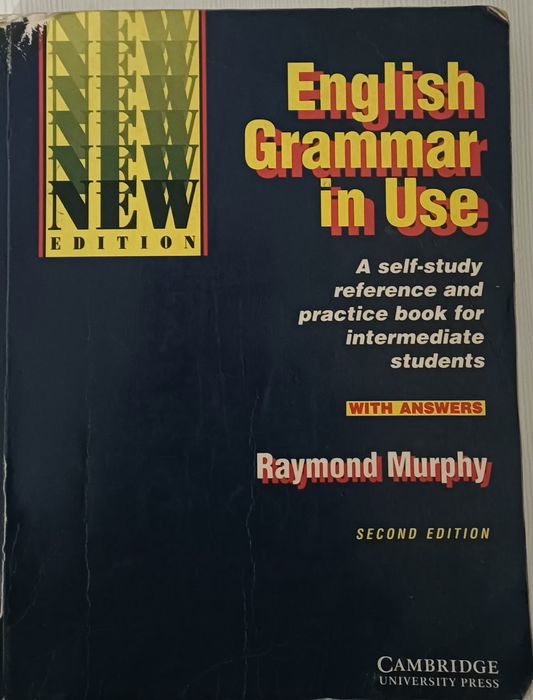 NEW
NEW
NEW
NEW
NEW
NEW
EDITION
English
Grammar
in Use
A self-study
reference and
practice book for
intermediate
students
WITH ANSWERS
Raymond Murphy
SECOND EDITION
CAMBRIDGE
UNIVERSITY PRESS